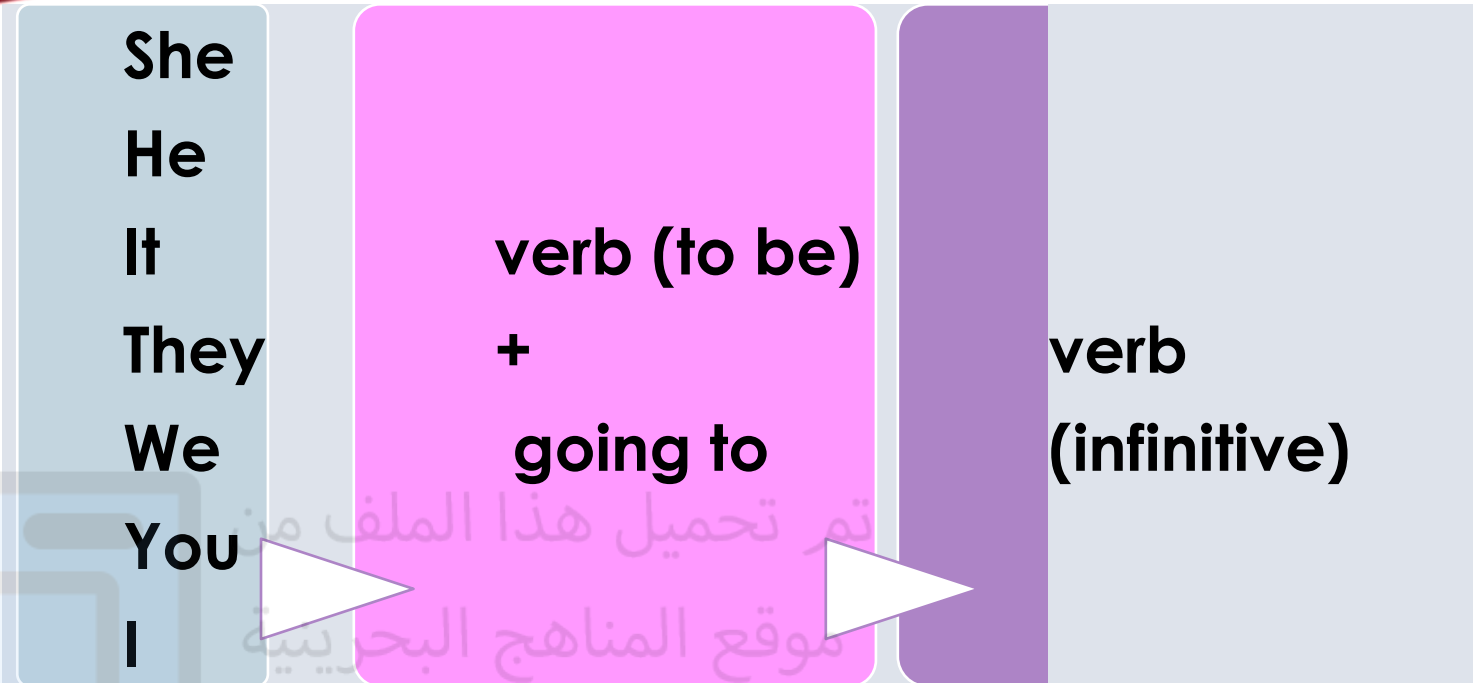 She
He
It
They
We
You
I
verb (to be)
+
going to
verb
(infinitive)
تم تحميل هذا الملف من
موقع المناهج البحرينية